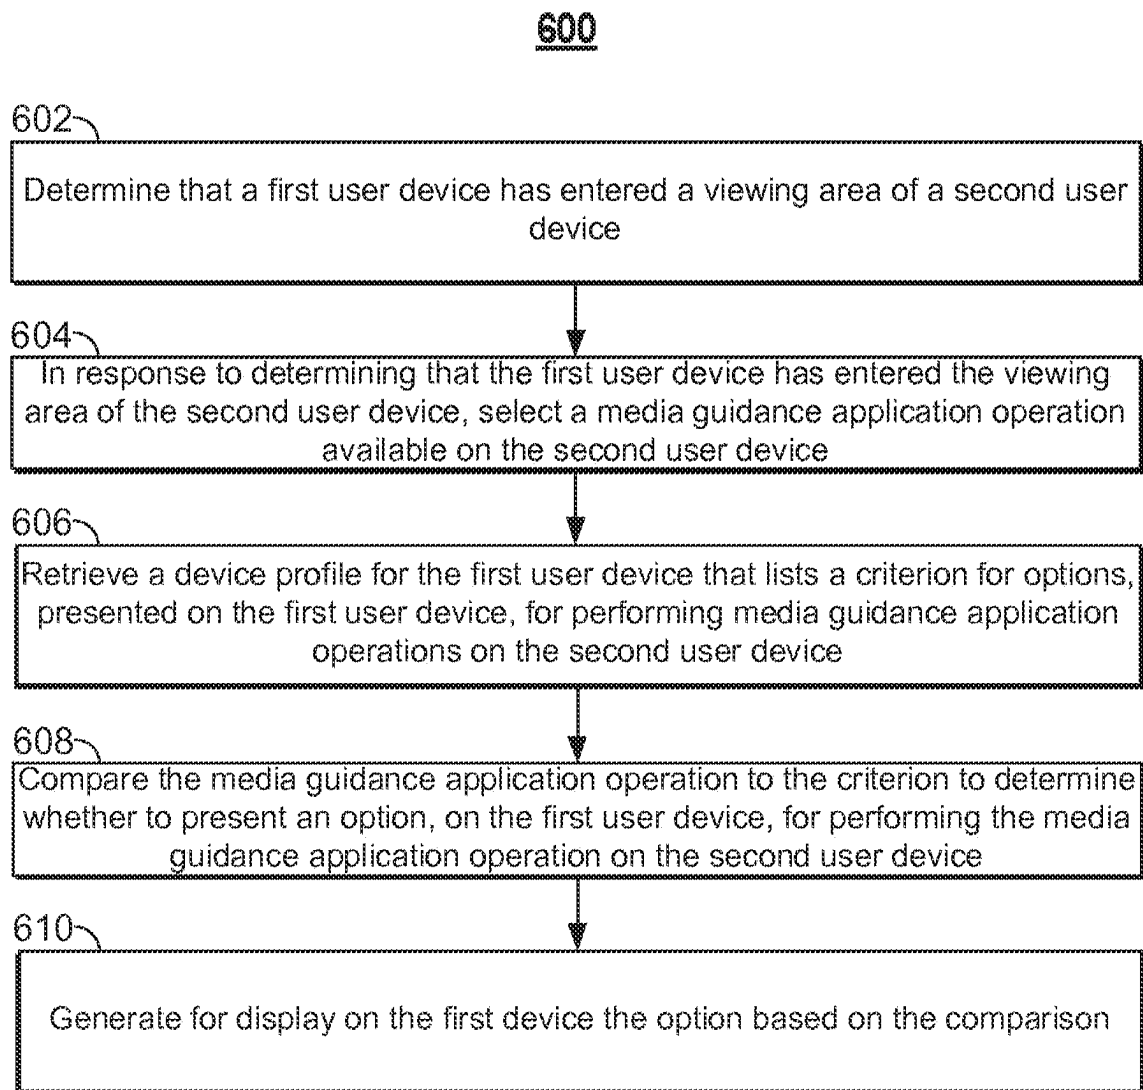 600
602
Determine that a first user device has entered a viewing area of a second user
device
604
In response to determining that the first user device has entered the viewing
area of the second user device, select a media guidance application operation
available on the second user device
606
Retrieve a device profile for the first user device that lists a criterion for options,
presented on the first user device, for performing media guidance application
operations on the second user device
608
Compare the media guidance application operation to the criterion to determine
whether to present an option, on the first user device, for performing the media
guidance application operation on the second user device
610
Generate for display on the first device the option based on the comparison